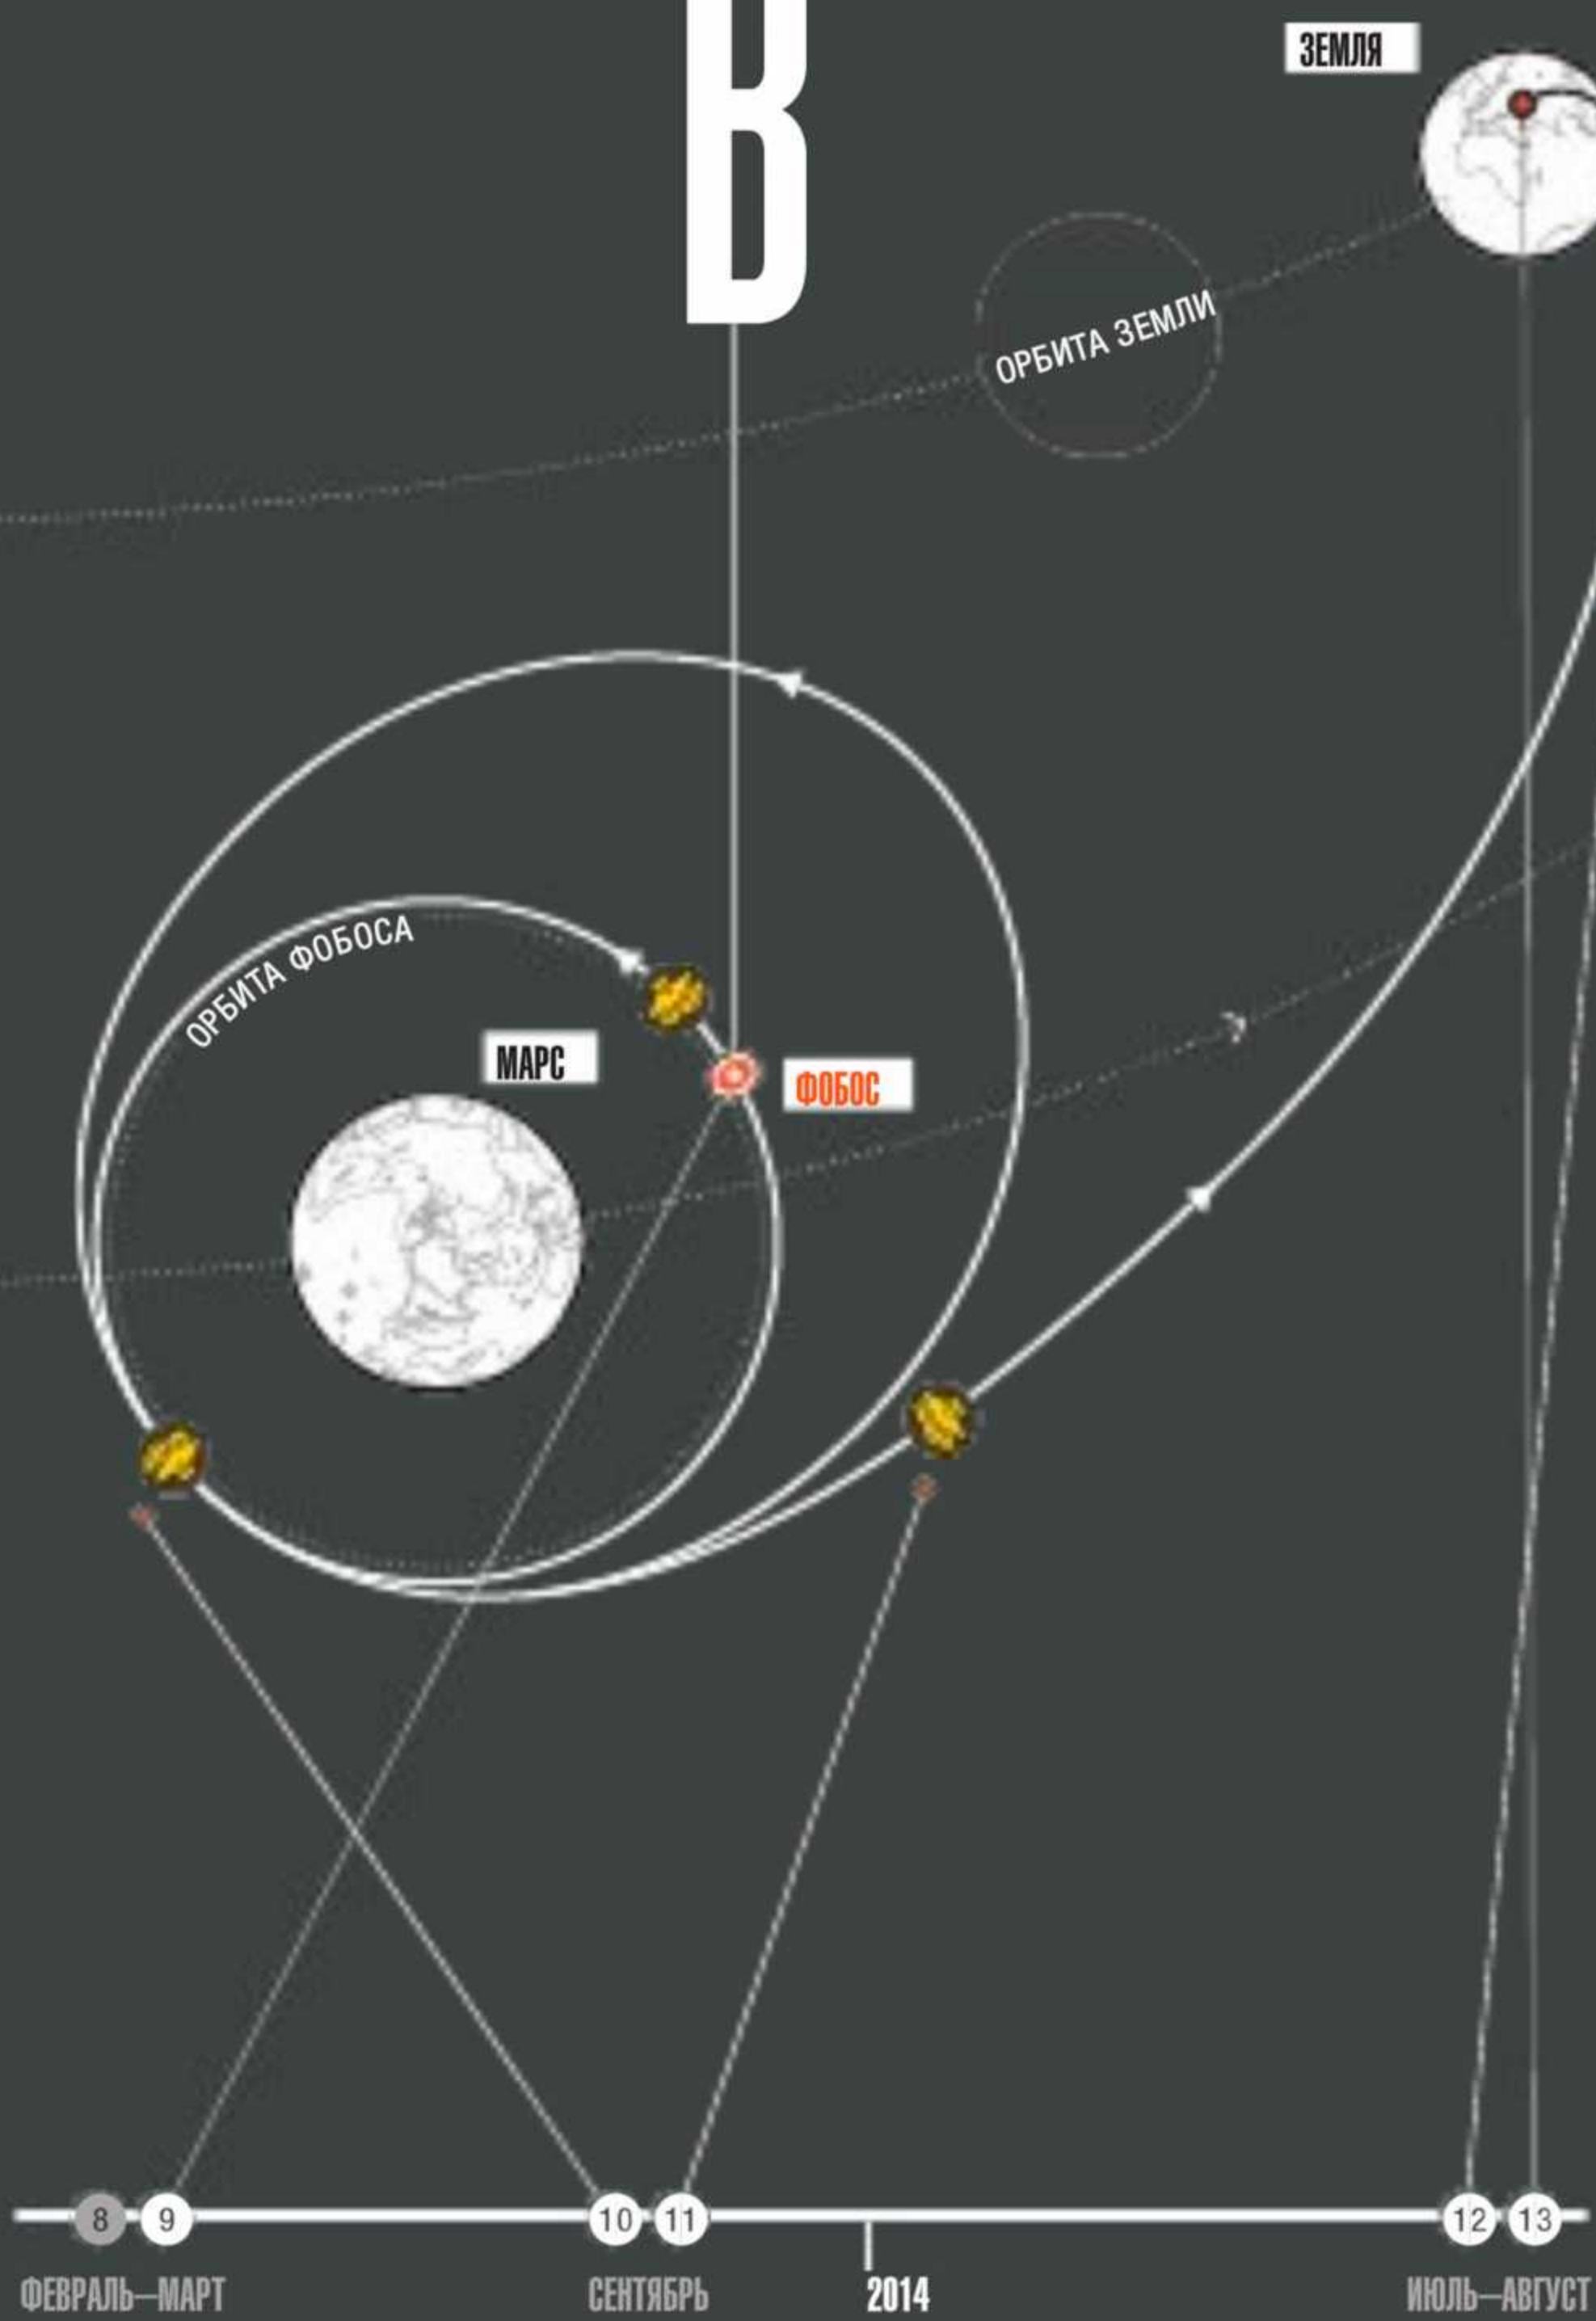 В
ЗЕМЛЯ
ОРБИТА ЗЕМЛИ
ОРБИТА ФОБОСА
МАРС
ФОБОС
8
9
10
11
12
13
ФЕВРАЛЬ—МАРТ
СЕНТЯБРЬ
2014
ИЮЛЬ—АВГУСТ